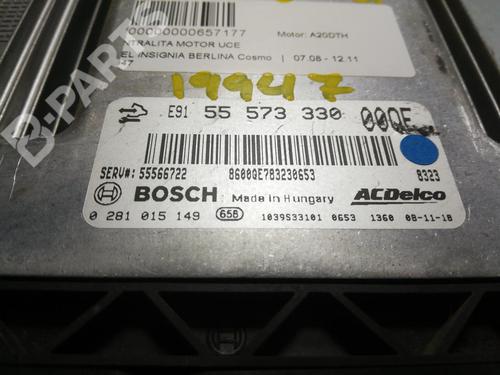 00000000657177
Motor: A20DTH
NTRALITA MOTOR UCE
EL INSIGNIA BERLINA Cosmo | 07.08 - 12.11
19947
E91 55 573 330 00QE
SERV#: 55566722
8600QE783230653
8323
BOSCH
Made in Hungary
ACDelco
0 281 015 149
658
1039S33101 0653 1360 08-11-18
B-PARTS